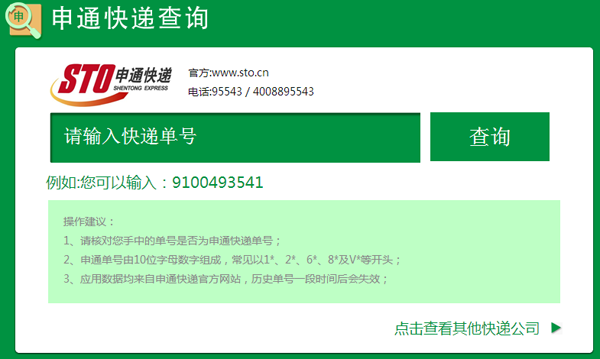 申
申通快递查询
STO申通快递
SHENTONG EXPRESS
官方:www.sto.cn
电话:95543 / 4008895543
请输入快递单号
查询
例如:您可以输入：9100493541
操作建议：
1、请核对您手中的单号是否为申通快递单号；
2、申通单号由10位字母数字组成，常见以1*、2*、6*、8*及V*等开头；
3、应用数据均来自申通快递官方网站，历史单号一段时间后会失效；
点击查看其他快递公司